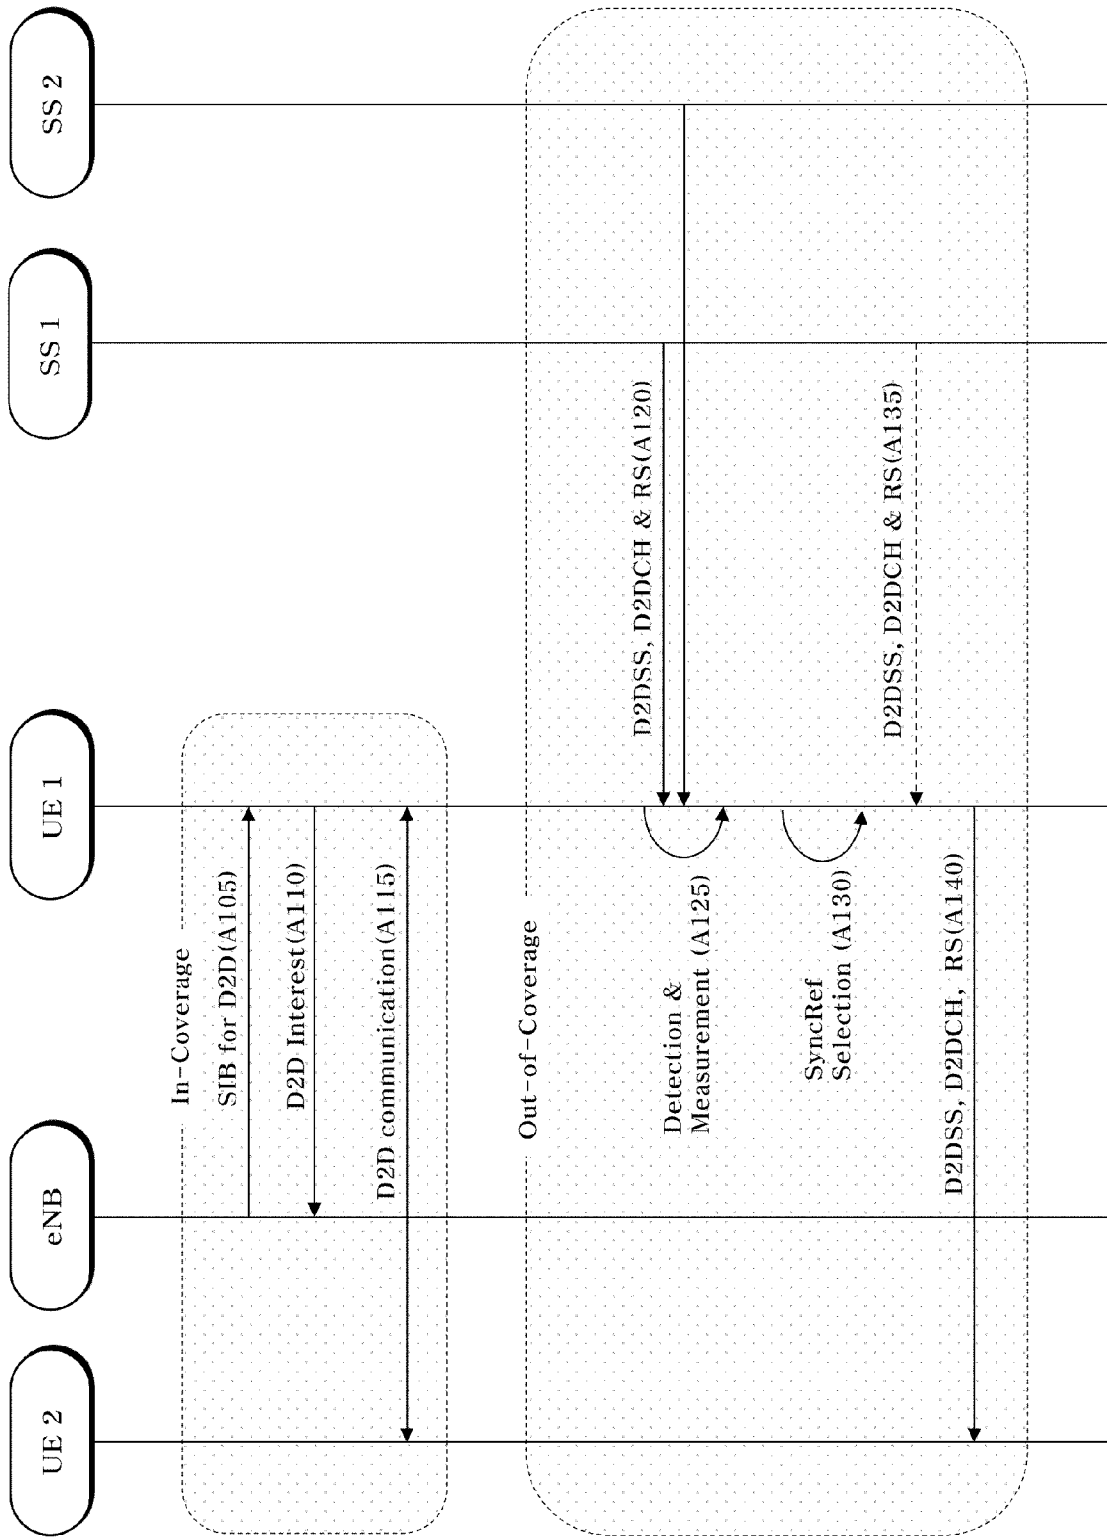 UE 2
eNB
UE 1
SS 1
SS 2
In-Coverage
SIB for D2D(A105)
D2D Interest(A110)
D2D communication(A115)
Out-of-Coverage
D2DSS, D2DCH & RS(A120)
Detection &
Measurement (A125)
SyncRef
Selection (A130)
D2DSS, D2DCH & RS(A135)
D2DSS, D2DCH, RS(A140)